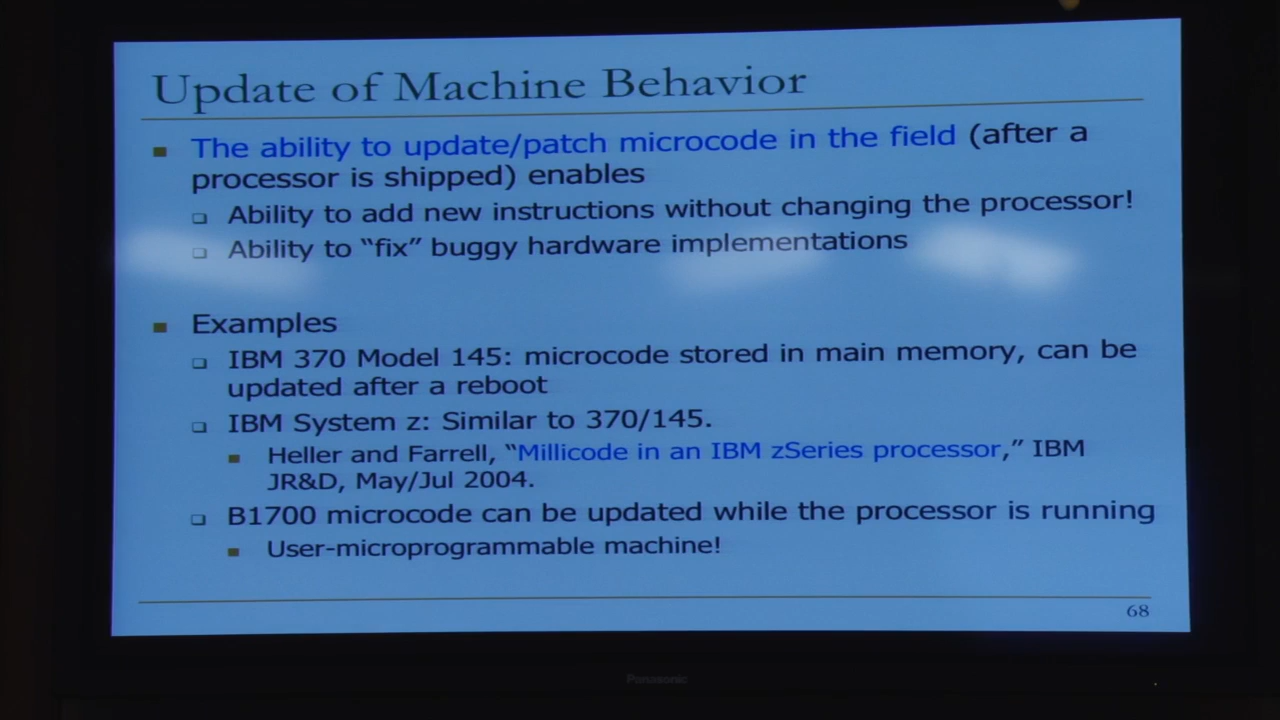 Update of Machine Behavior
The ability to update/patch microcode in the field (after a
processor is shipped) enables
Ability to add new instructions without changing the processor!
Ability to “fix” buggy hardware implementations
Examples
IBM 370 Model 145: microcode stored in main memory, can be
updated after a reboot
IBM System z: Similar to 370/145.
Heller and Farrell, “Millicode in an IBM zSeries processor,” IBM
JR&D, May/Jul 2004.
B1700 microcode can be updated while the processor is running
User-microprogrammable machine!
68
Panasonic